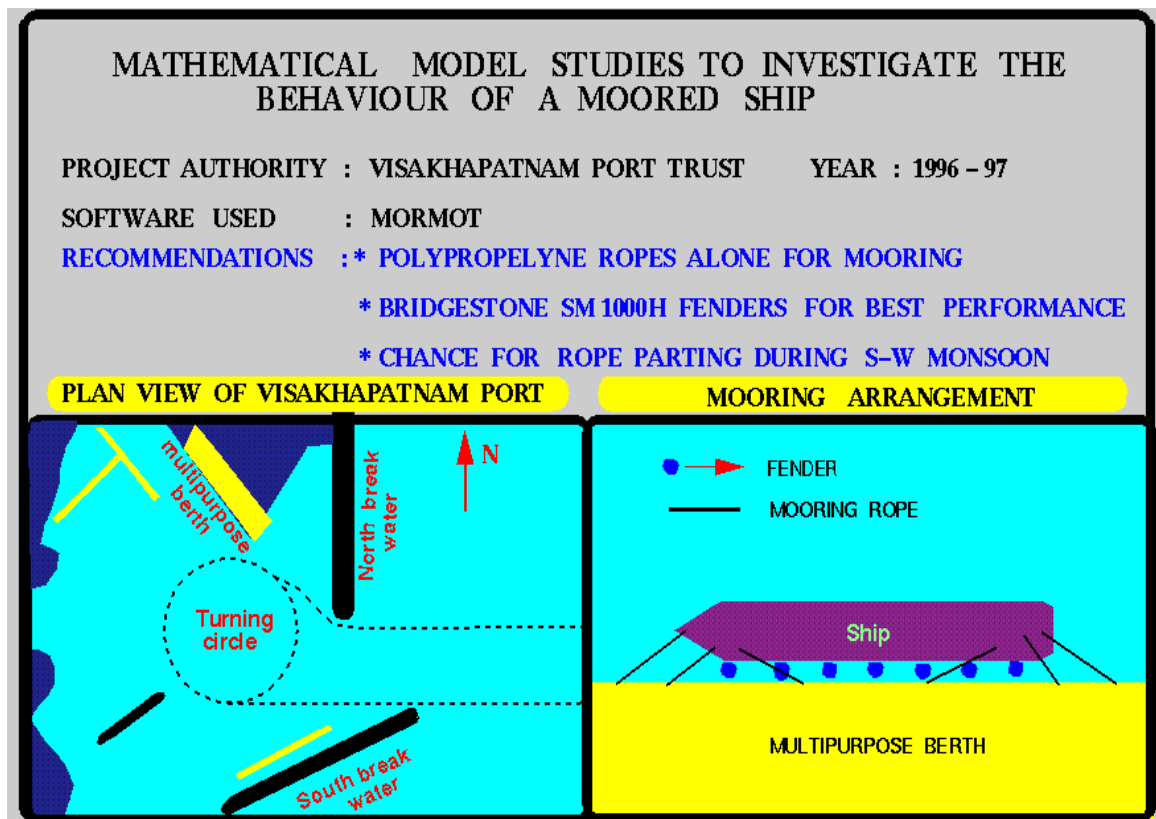 MATHEMATICAL MODEL STUDIES TO INVESTIGATE THE
BEHAVIOUR OF A MOORED SHIP
PROJECT AUTHORITY : VISAKHAPATNAM PORT TRUST YEAR : 1996 – 97
SOFTWARE USED : MORMOT
RECOMMENDATIONS : * POLYPROPELYNE ROPES ALONE FOR MOORING
* BRIDGESTONE SM 1000H FENDERS FOR BEST PERFORMANCE
* CHANCE FOR ROPE PARTING DURING S–W MONSOON
PLAN VIEW OF VISAKHAPATNAM PORT
multipurpose
berth
North break
water
N
Turning
circle
South break
water
MOORING ARRANGEMENT
FENDER
MOORING ROPE
Ship
MULTIPURPOSE BERTH